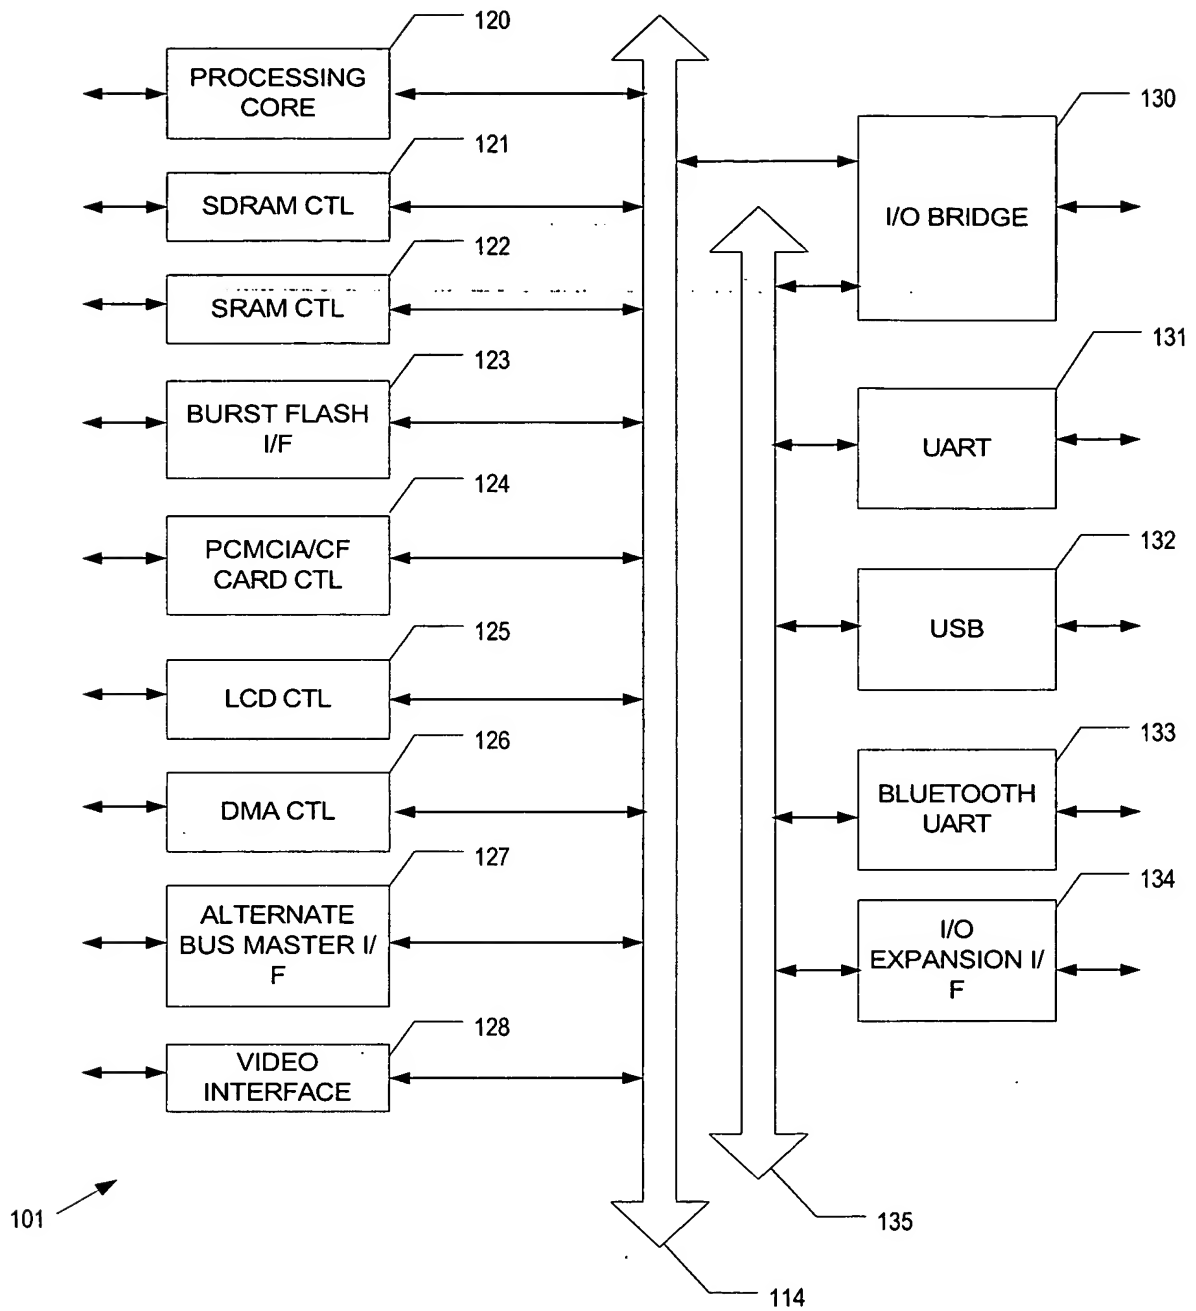 120
PROCESSING
CORE
121
SDRAM CTL
122
SRAM CTL
123
BURST FLASH
I/F
124
PCMCIA/CF
CARD CTL
125
LCD CTL
126
DMA CTL
127
ALTERNATE
BUS MASTER I/
F
128
VIDEO
INTERFACE
101
130
I/O BRIDGE
131
UART
132
USB
133
BLUETOOTH
UART
134
I/O
EXPANSION I/
F
135
114